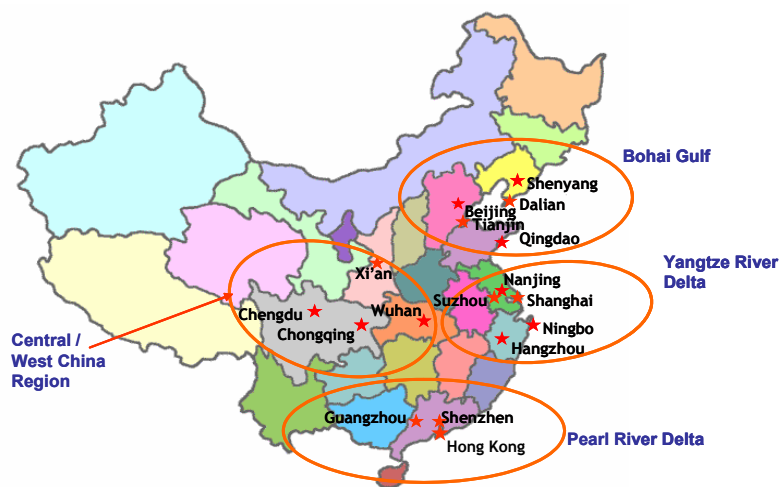 Bohai Gulf
Shenyang
Dalian
Beijing
Tianjin
Qingdao
Yangtze River
Delta
Xi'an
Nanjing
Suzhou
Shanghai
Chengdu
Wuhan
Chongqing
Ningbo
Hangzhou
Central /
West China
Region
Guangzhou
Shenzhen
Hong Kong
Pearl River Delta